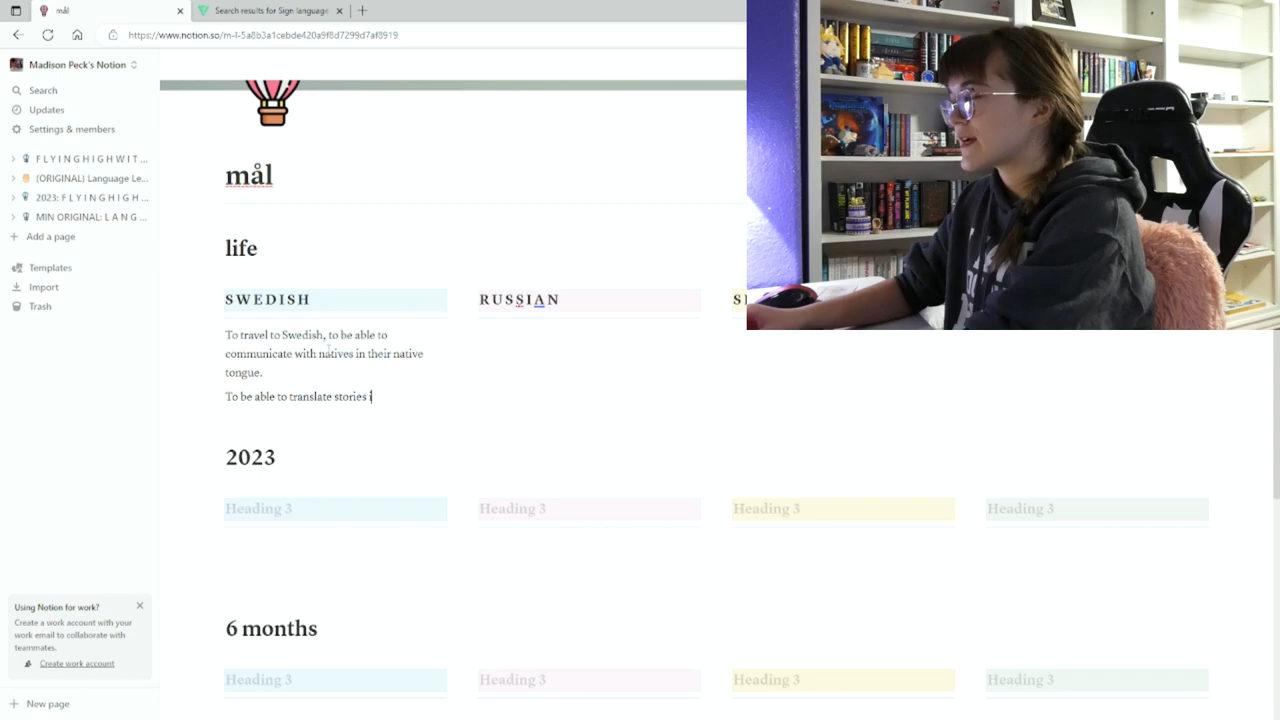 mål
Search results for Sign language
https://www.notion.so/m-l-5a8b3a1cebde420a9f8d7299d7af8919
Madison Peck's Notion
Search
Updates
Settings & members
F L Y I N G H I G H W I T ...
(ORIGINAL) Language Le...
2023: F L Y I N G H I G H ...
MIN ORIGINAL: L A N G ...
Add a page
Templates
Import
Trash
Using Notion for work?
Create a work account with your
work email to collaborate with
teammates.
Create work account
New page
mål
life
SWEDISH
To travel to Swedish, to be able to
communicate with natives in their native
tongue.
To be able to translate stories i
RUSSIAN
2023
Heading 3
Heading 3
Heading 3
Heading 3
6 months
Heading 3
Heading 3
Heading 3
Heading 3